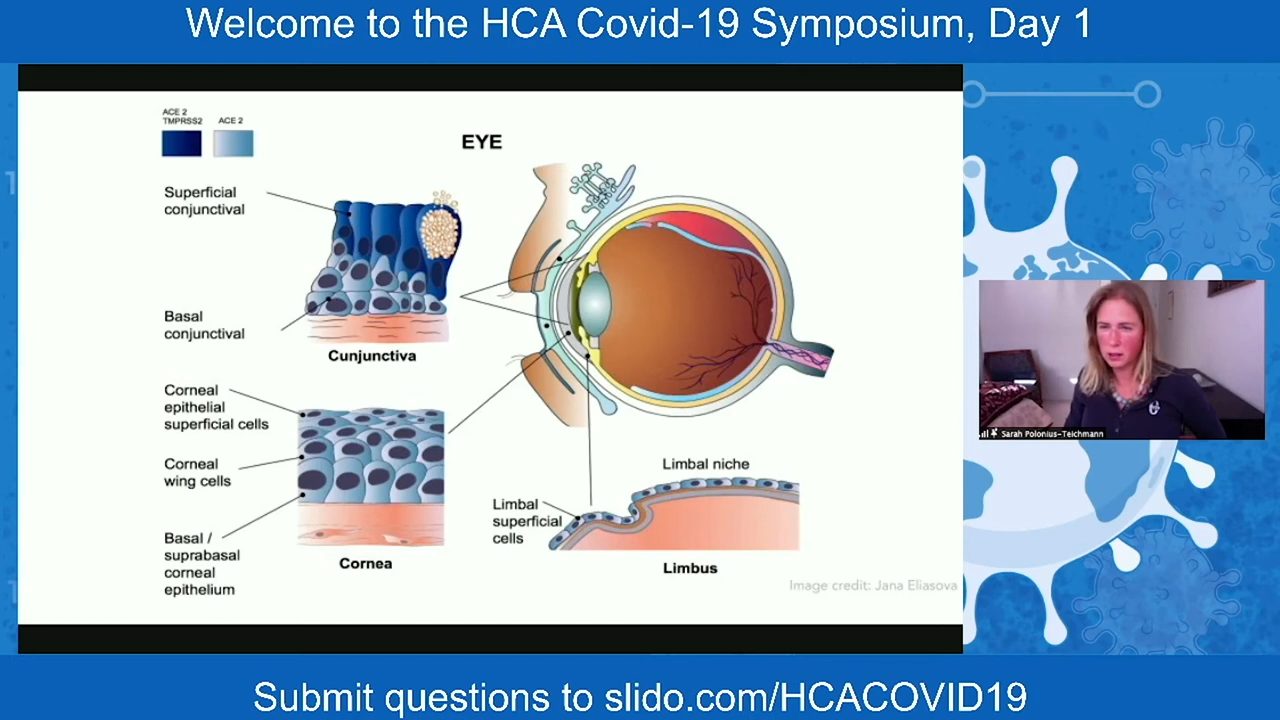 Welcome to the HCA Covid-19 Symposium, Day 1
ACE 2
TMPRSS2
ACE 2
EYE
Superficial
conjunctival
Basal
conjunctival
Cunjunctiva
Corneal
epithelial
superficial cells
Corneal
wing cells
Basal /
suprabasal
corneal
epithelium
Cornea
Limbal niche
Limbal
superficial
cells
Limbus
Image credit: Jana Eliasova
Sarah Polonius-Teichmann
Submit questions to slido.com/HCACOVID19